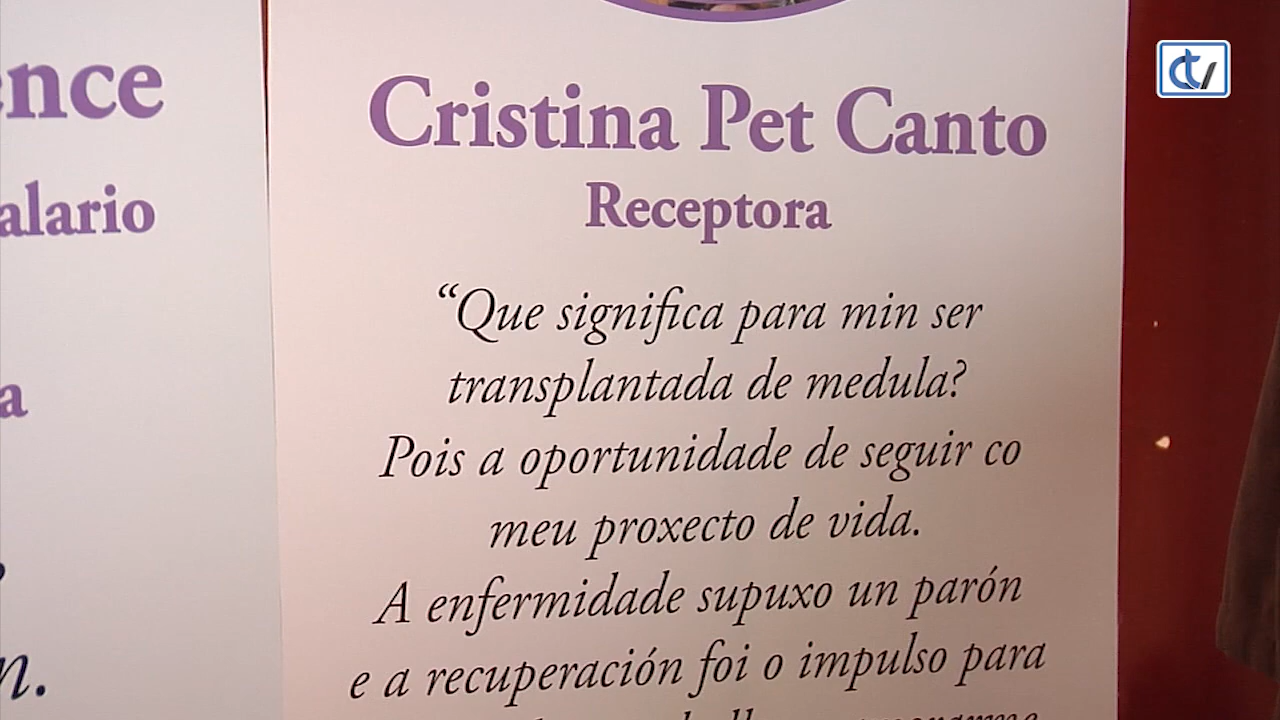 ence
alario
a
n.
Cristina Pet Canto
Receptora
“Que significa para min ser
transplantada de medula?
Pois a oportunidade de seguir co
meu proxecto de vida.
A enfermidade supuxo un parón
e a recuperación foi o impulso para
ctv